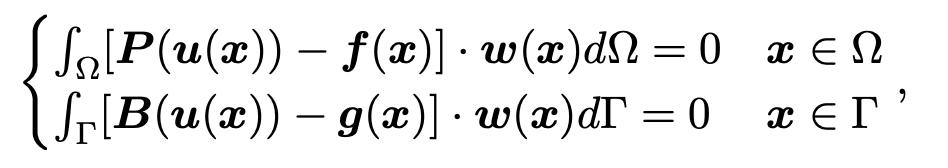 { ∫_Ω [P(u(x)) − f(x)] · w(x)dΩ = 0    x ∈ Ω
∫_Γ [B(u(x)) − g(x)] · w(x)dΓ = 0    x ∈ Γ ,